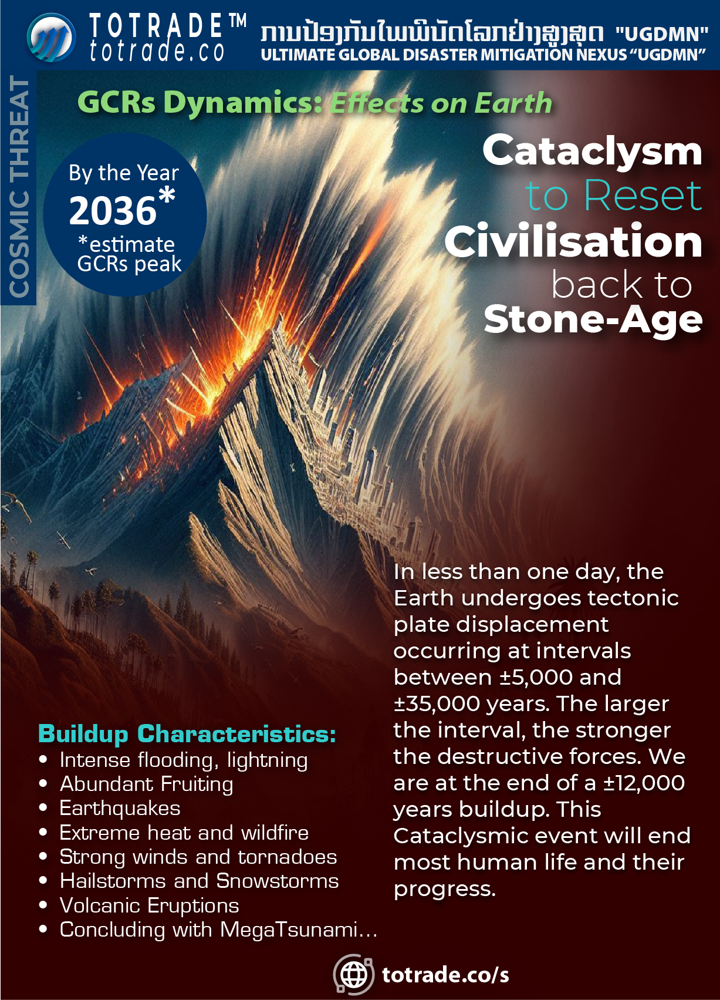 TOTRADE™
totrade.co
ການປ້ອງກັນໄພພິບັດໂລກຢ່າງສູງສຸດ "UGDMN"
ULTIMATE GLOBAL DISASTER MITIGATION NEXUS “UGDMN”
COSMIC THREAT
GCRs Dynamics: Effects on Earth
By the Year
2036*
*estimate
GCRs peak
Cataclysm
to Reset
Civilisation
back to
Stone-Age
In less than one day, the
Earth undergoes tectonic
plate displacement
occurring at intervals
between ±5,000 and
±35,000 years. The larger
the interval, the stronger
the destructive forces. We
are at the end of a ±12,000
years buildup. This
Cataclysmic event will end
most human life and their
progress.
Buildup Characteristics:
• Intense flooding, lightning
• Abundant Fruiting
• Earthquakes
• Extreme heat and wildfire
• Strong winds and tornadoes
• Hailstorms and Snowstorms
• Volcanic Eruptions
• Concluding with MegaTsunami...
totrade.co/s